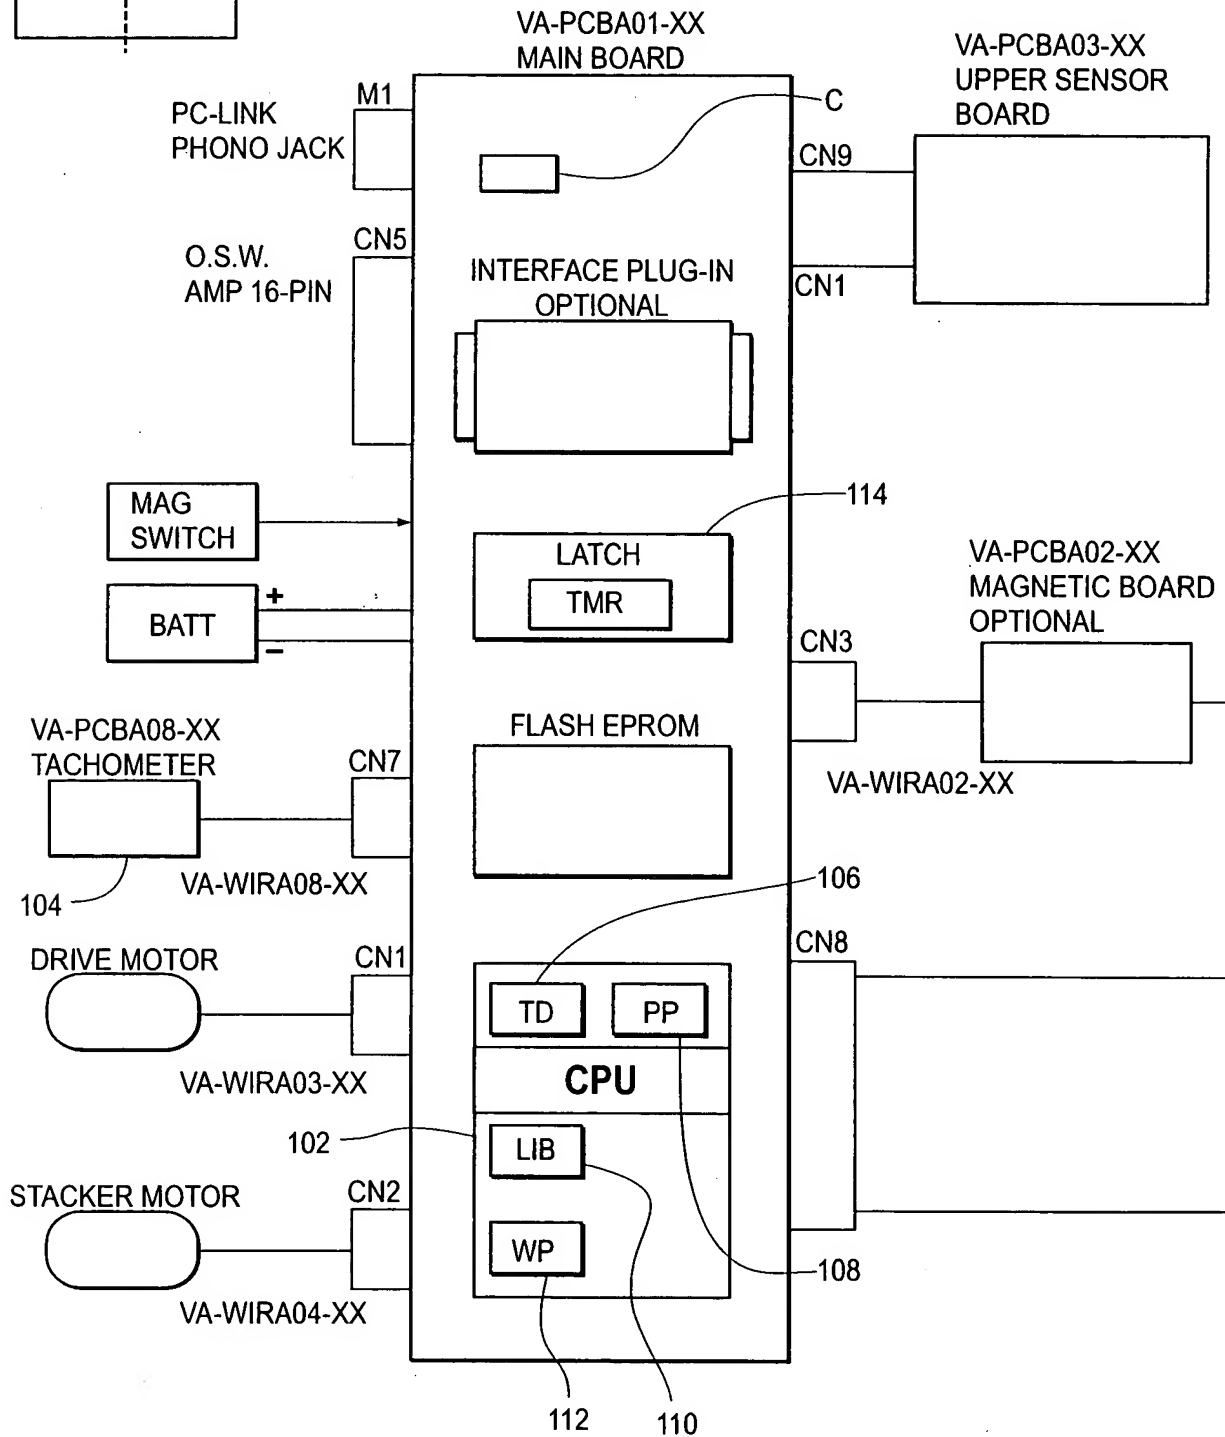 VA-PCBA01-XX
MAIN BOARD
VA-PCBA03-XX
UPPER SENSOR
BOARD
M1
PC-LINK
PHONO JACK
C
CN9
CN5
O.S.W.
AMP 16-PIN
INTERFACE PLUG-IN
OPTIONAL
CN1
MAG
SWITCH
114
LATCH
TMR
VA-PCBA02-XX
MAGNETIC BOARD
OPTIONAL
BATT
+
−
CN3
VA-PCBA08-XX
TACHOMETER
CN7
FLASH EPROM
VA-WIRA02-XX
VA-WIRA08-XX
104
106
DRIVE MOTOR
CN1
CN8
TD
PP
VA-WIRA03-XX
CPU
102
LIB
STACKER MOTOR
CN2
WP
108
VA-WIRA04-XX
112
110